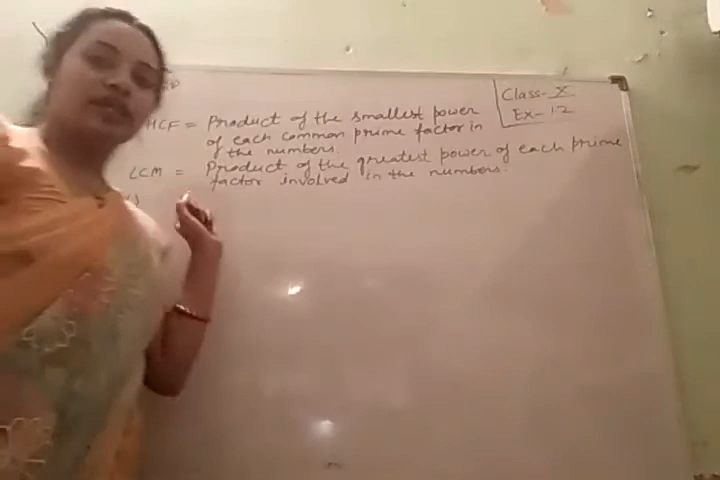 Class- X
Ex- 1.2
HCF = Product of the smallest power
of each common prime factor in
the numbers.
LCM = Product of the greatest power of each prime
factor involved in the numbers.